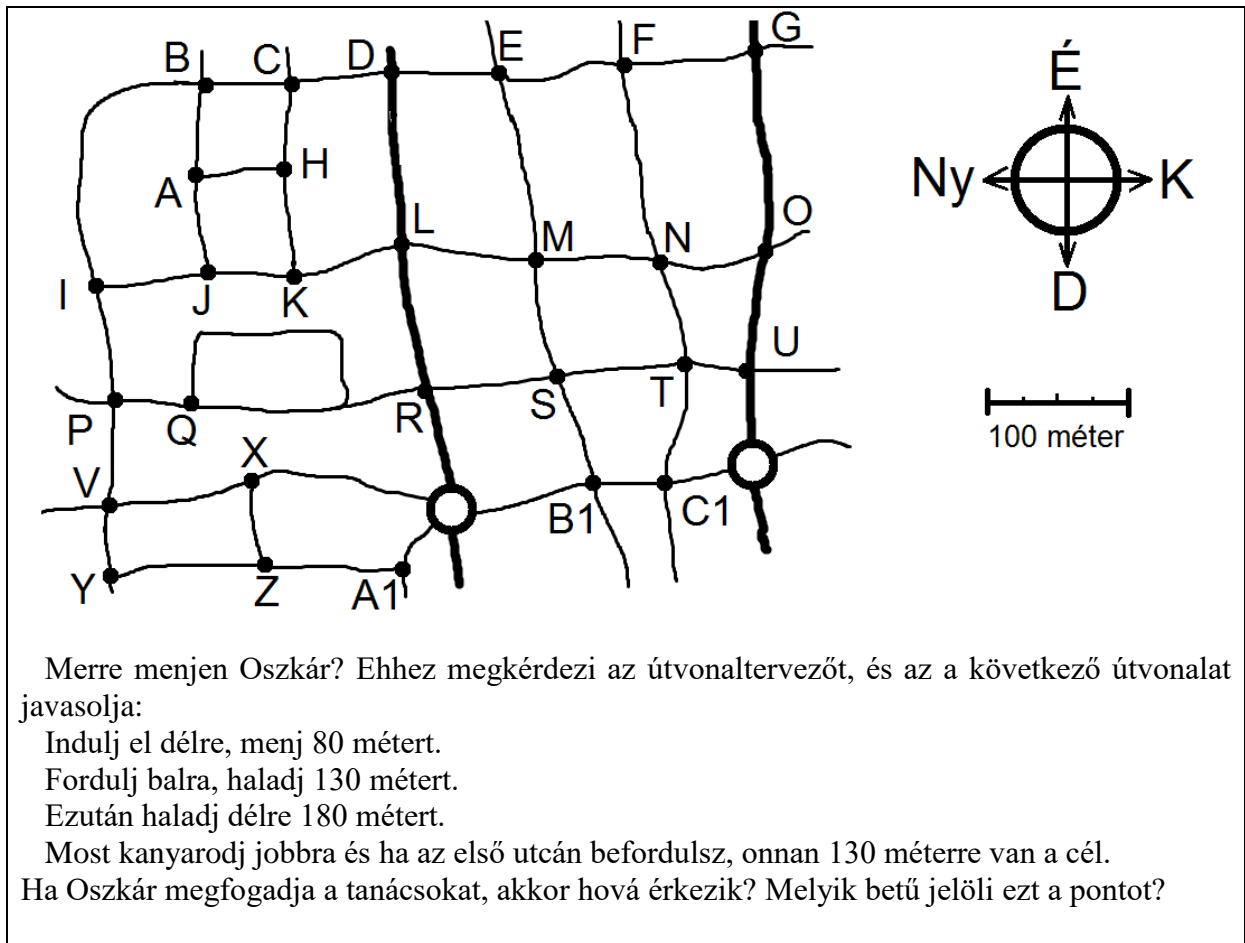 B C D E F G
A H
I J K L M N O
P Q R S T U
V X B1 C1
Y Z A1
É
Ny K
D
100 méter
Merre menjen Oszkár? Ehhez megkérdezi az útvonaltervezőt, és az a következő útvonalat
javasolja:
Indulj el délre, menj 80 métert.
Fordulj balra, haladj 130 métert.
Ezután haladj délre 180 métert.
Most kanyarodj jobbra és ha az első utcán befordulsz, onnan 130 méterre van a cél.
Ha Oszkár megfogadja a tanácsokat, akkor hová érkezik? Melyik betű jelöli ezt a pontot?